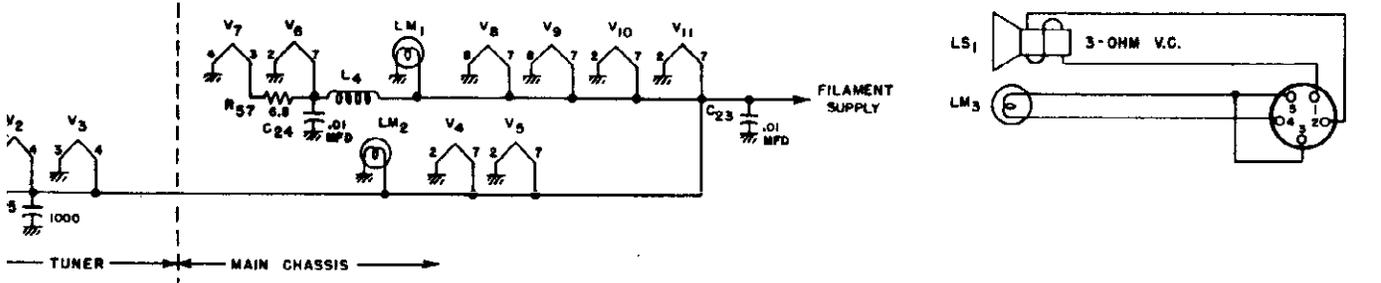 V7 V6 LM1 V8 V9 V10 V11
4 3 2 7 8 7 8 7 2 7 2 7
L4
R57 6.8
C24 .01 MFD
C23 .01 MFD
FILAMENT
SUPPLY
V2 V3 LM2 V4 V5
4 3 4 2 7 2 7
5 1000
TUNER MAIN CHASSIS
LS1 3-OHM V.C.
LM3
5 1
4 2
3